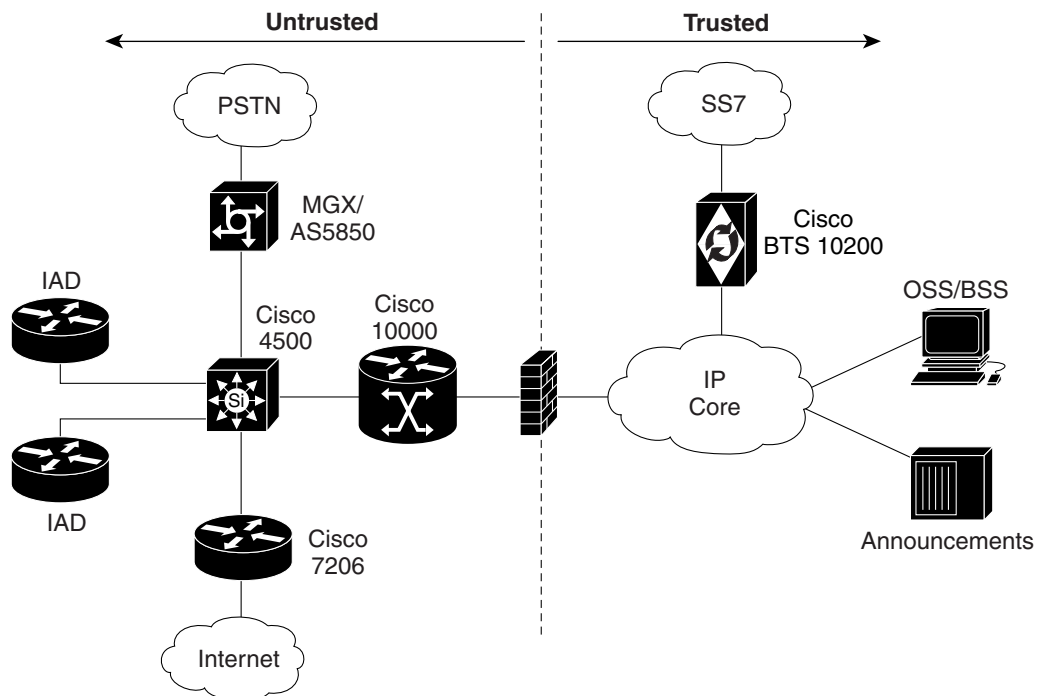 Untrusted
Trusted
PSTN
SS7
MGX/
AS5850
Cisco
BTS 10200
IAD
Cisco
4500
Cisco
10000
OSS/BSS
Si
IP
Core
IAD
Cisco
7206
Announcements
Internet